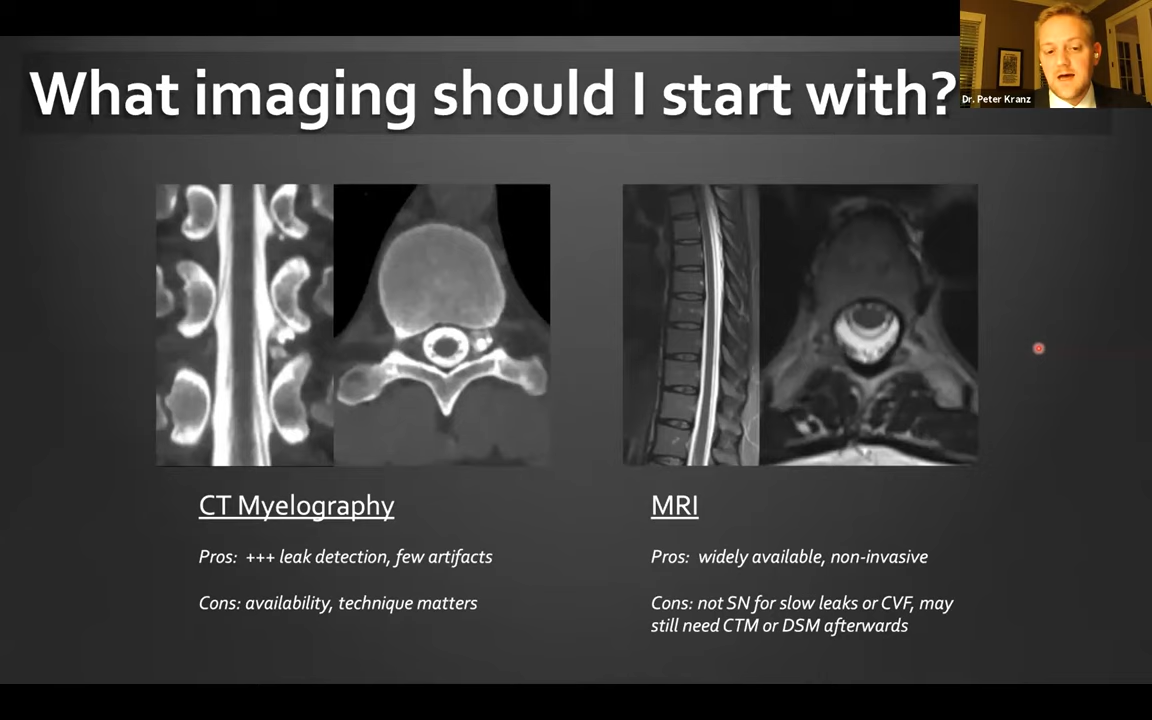 What imaging should I start with?
Dr. Peter Kranz
CT Myelography
Pros: +++ leak detection, few artifacts
Cons: availability, technique matters
MRI
Pros: widely available, non-invasive
Cons: not SN for slow leaks or CVF, may
still need CTM or DSM afterwards